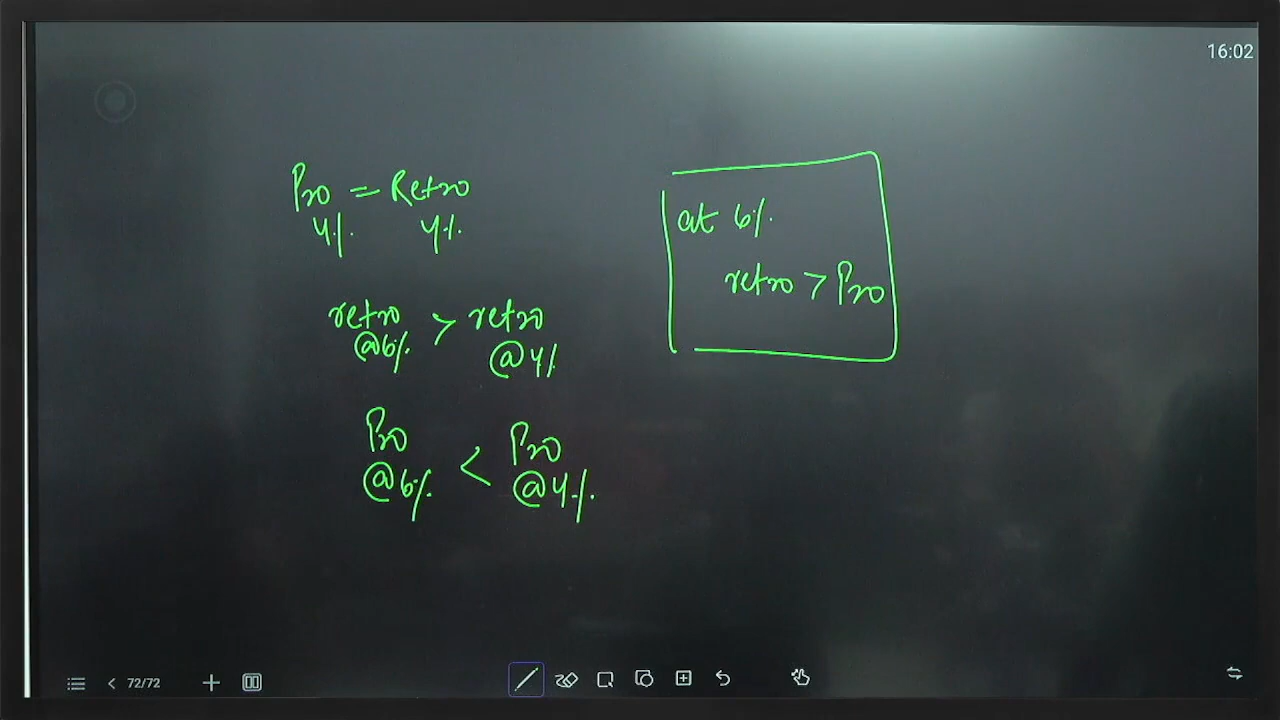 16:02
Pro = Retro
4% 4%
retro > retro
@6% @4%
Pro < Pro
@6% @4%
at 6%
retro > Pro
72/72